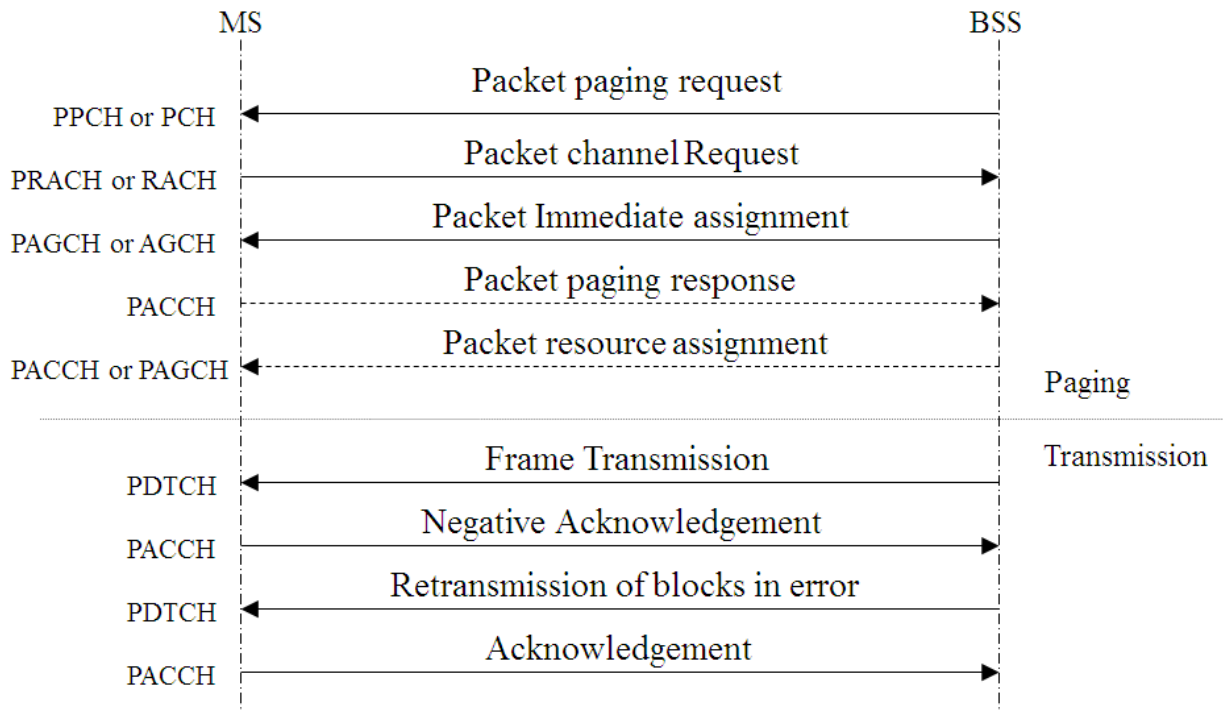 MS
BSS
Packet paging request
PPCH or PCH
Packet channel Request
PRACH or RACH
Packet Immediate assignment
PAGCH or AGCH
Packet paging response
PACCH
Packet resource assignment
PACCH or PAGCH
Paging
Transmission
Frame Transmission
PDTCH
Negative Acknowledgement
PACCH
Retransmission of blocks in error
PDTCH
Acknowledgement
PACCH